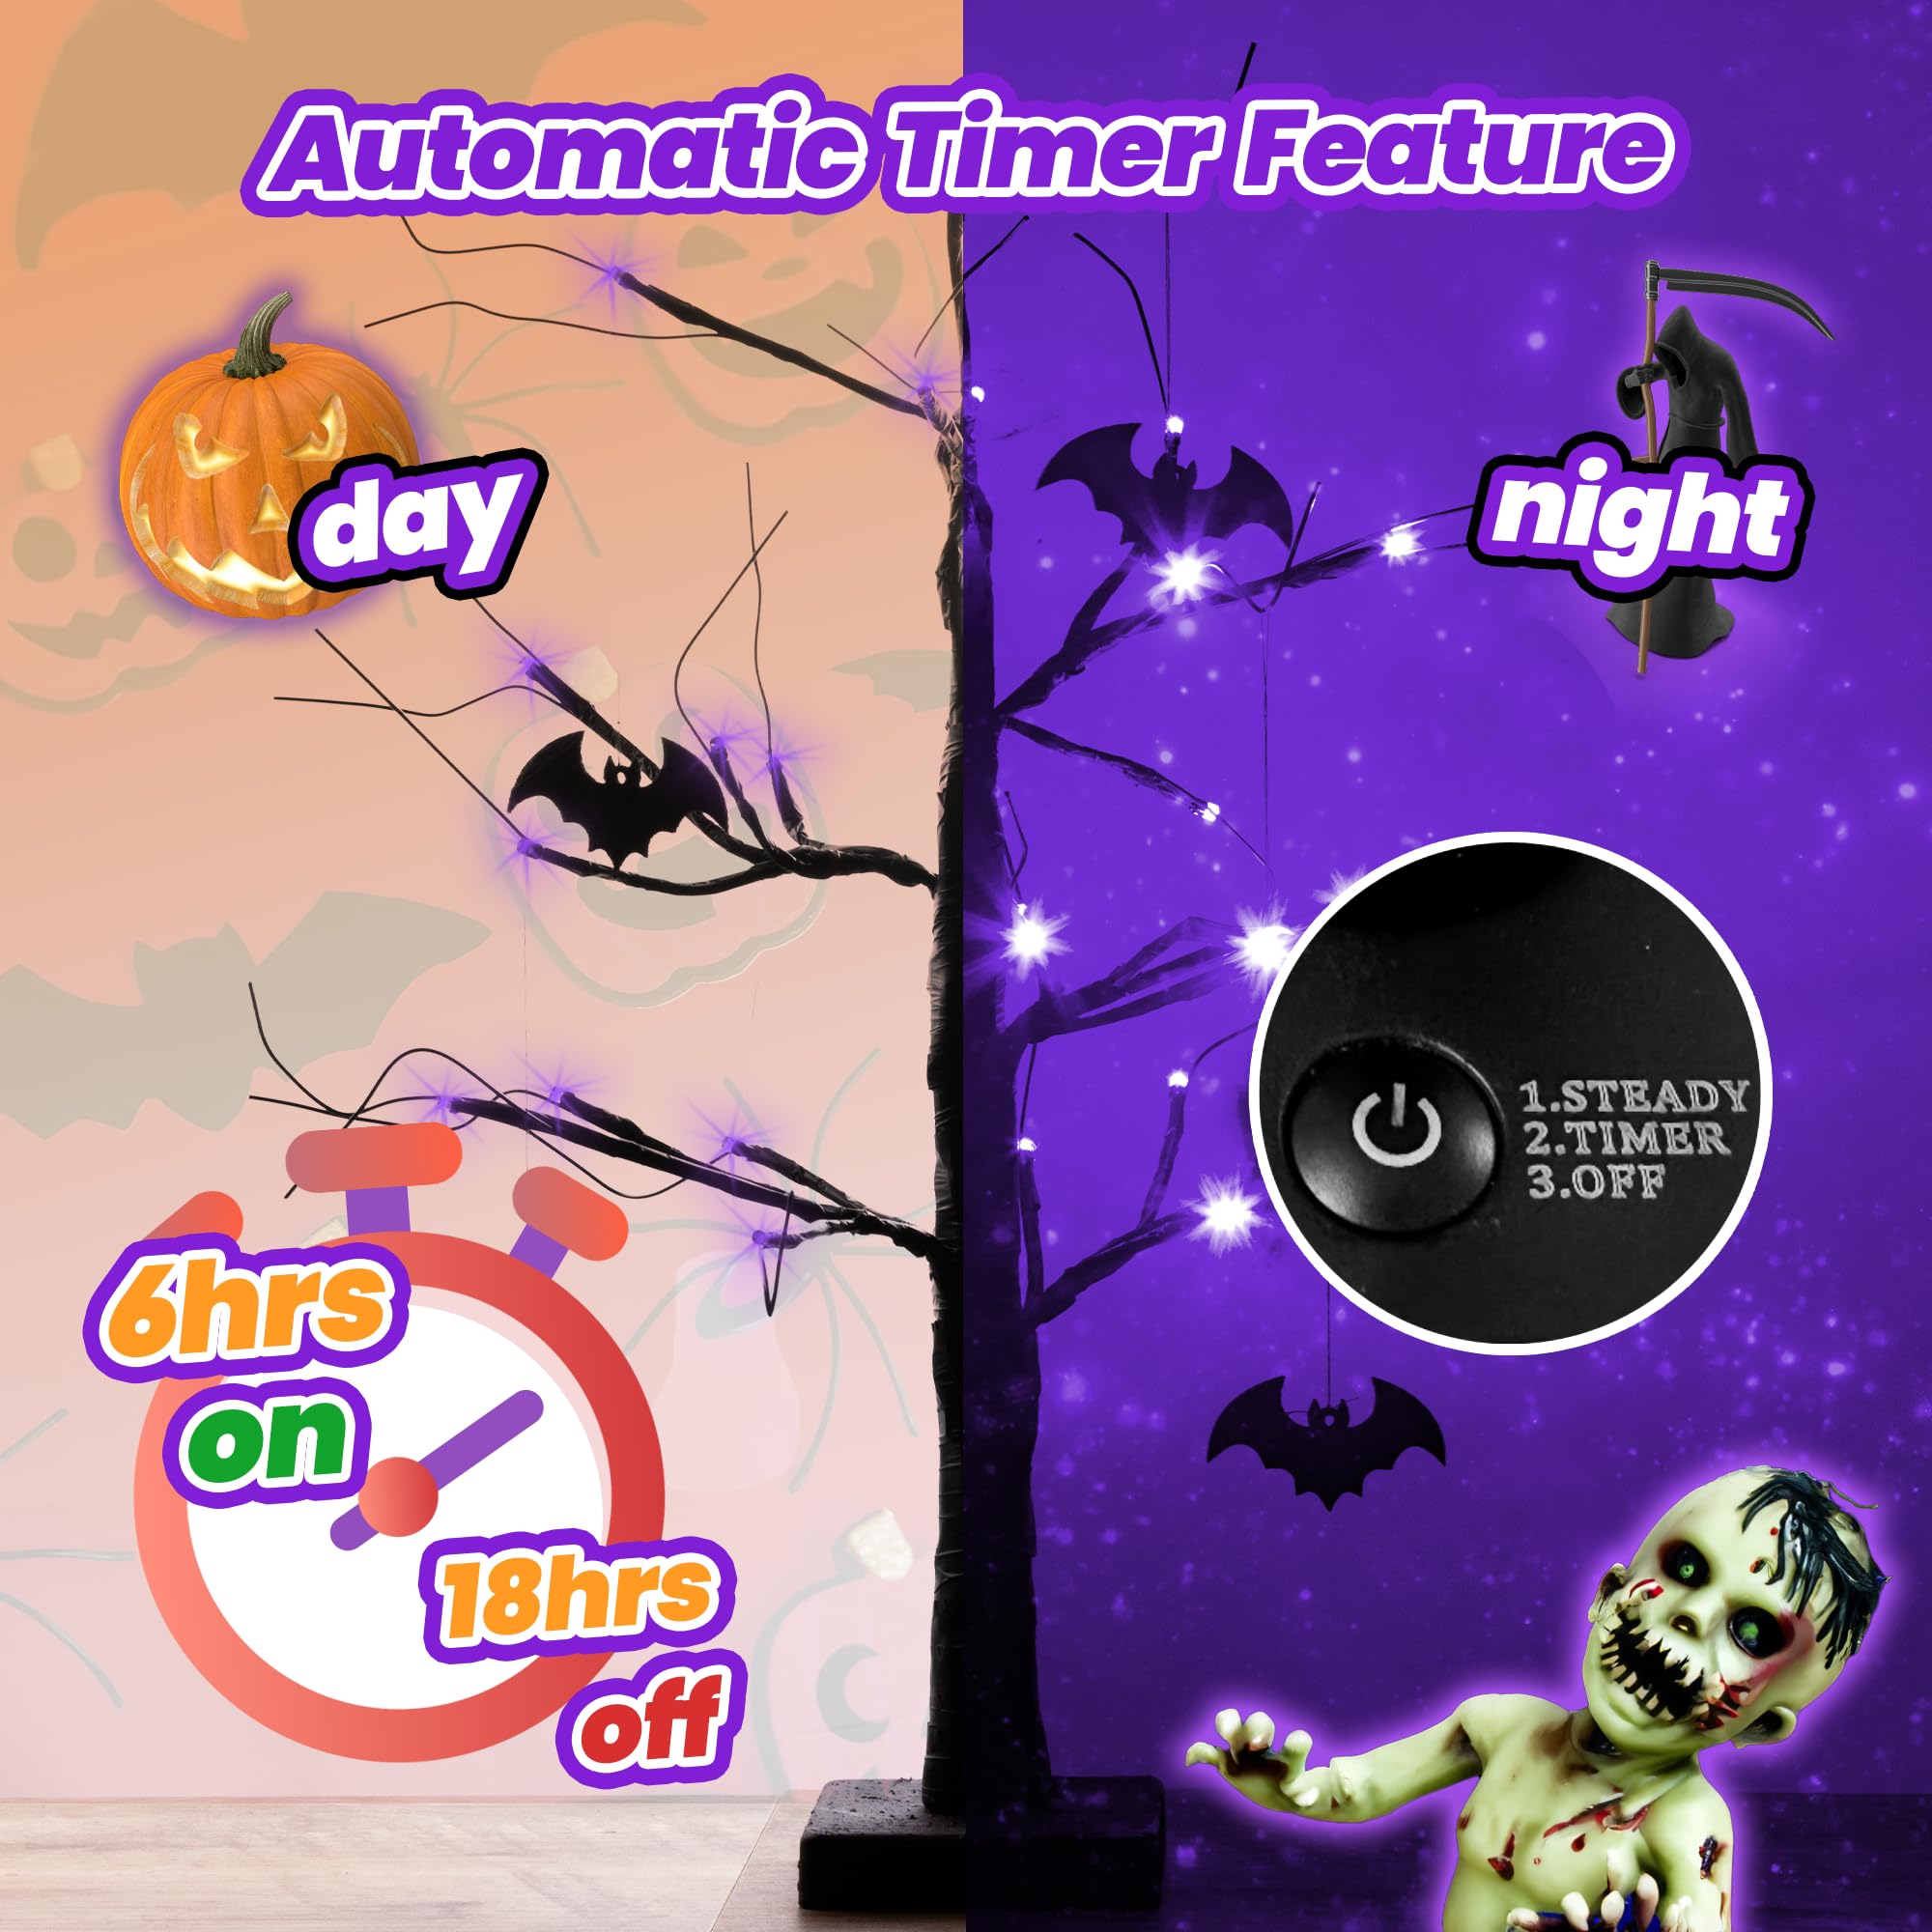 Automatic Timer Feature
day
night
1.STEADY
2.TIMER
3.OFF
6hrs
on
18hrs
off